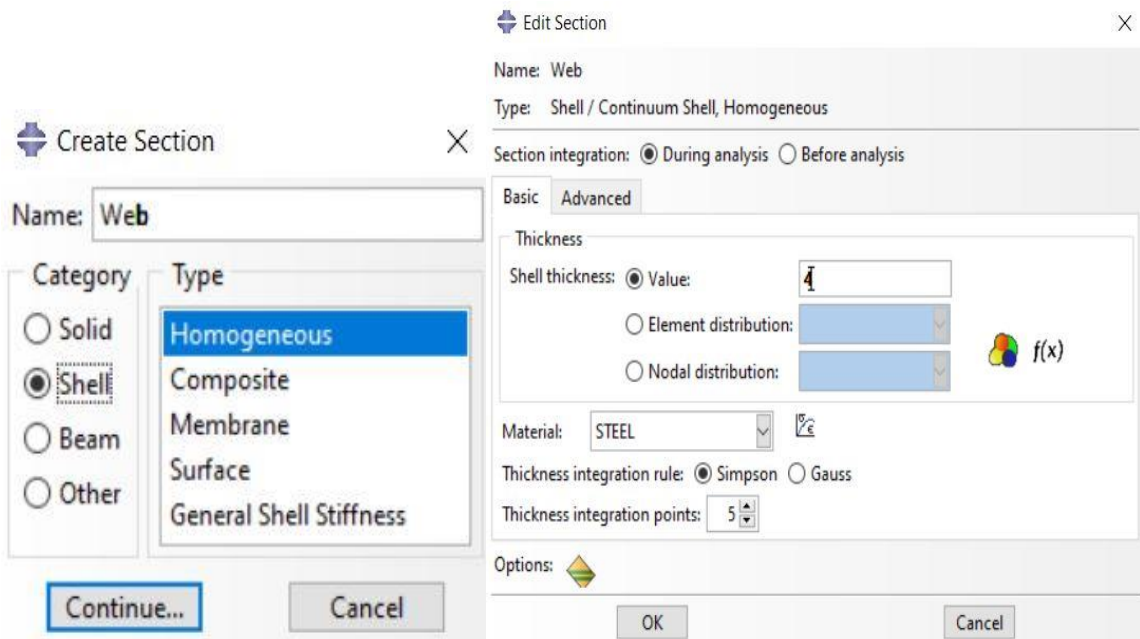 Create Section
Name: Web
Category
Type
Solid
Shell
Beam
Other
Homogeneous
Composite
Membrane
Surface
General Shell Stiffness
Continue...
Cancel
Edit Section
Name: Web
Type: Shell / Continuum Shell, Homogeneous
Section integration: During analysis Before analysis
Basic Advanced
Thickness
Shell thickness: Value: 4
Element distribution:
Nodal distribution:
f(x)
Material: STEEL
Thickness integration rule: Simpson Gauss
Thickness integration points: 5
Options:
OK Cancel